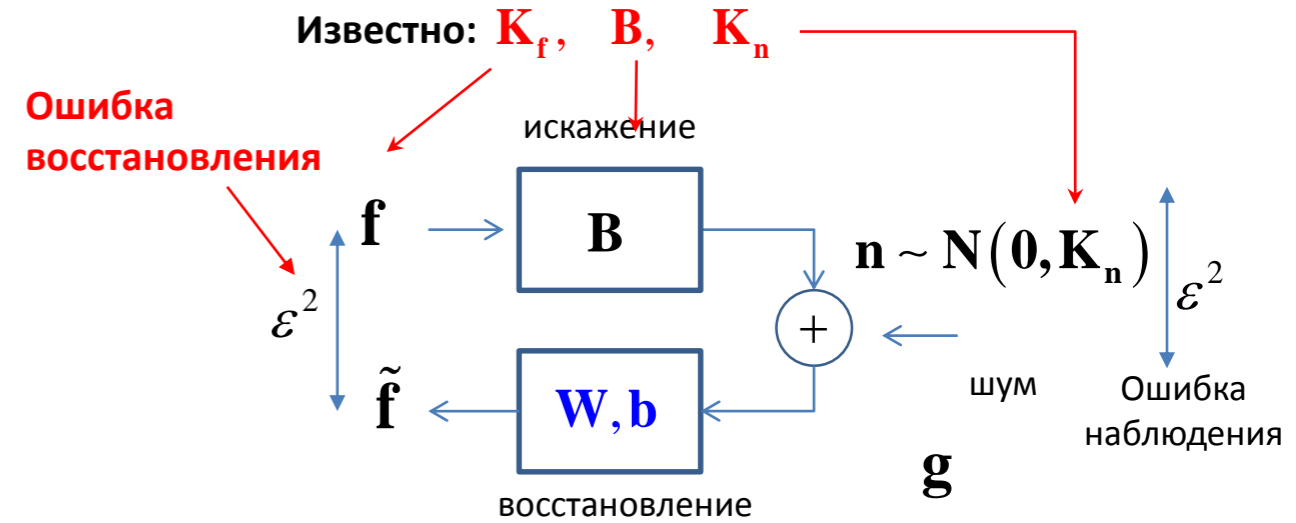 Известно: K_f, B, K_n
Ошибка
восстановления
искажение
f
B
n ~ N(0, K_n)
ε²
ε²
+
f̃
W, b
шум
Ошибка
наблюдения
g
восстановление